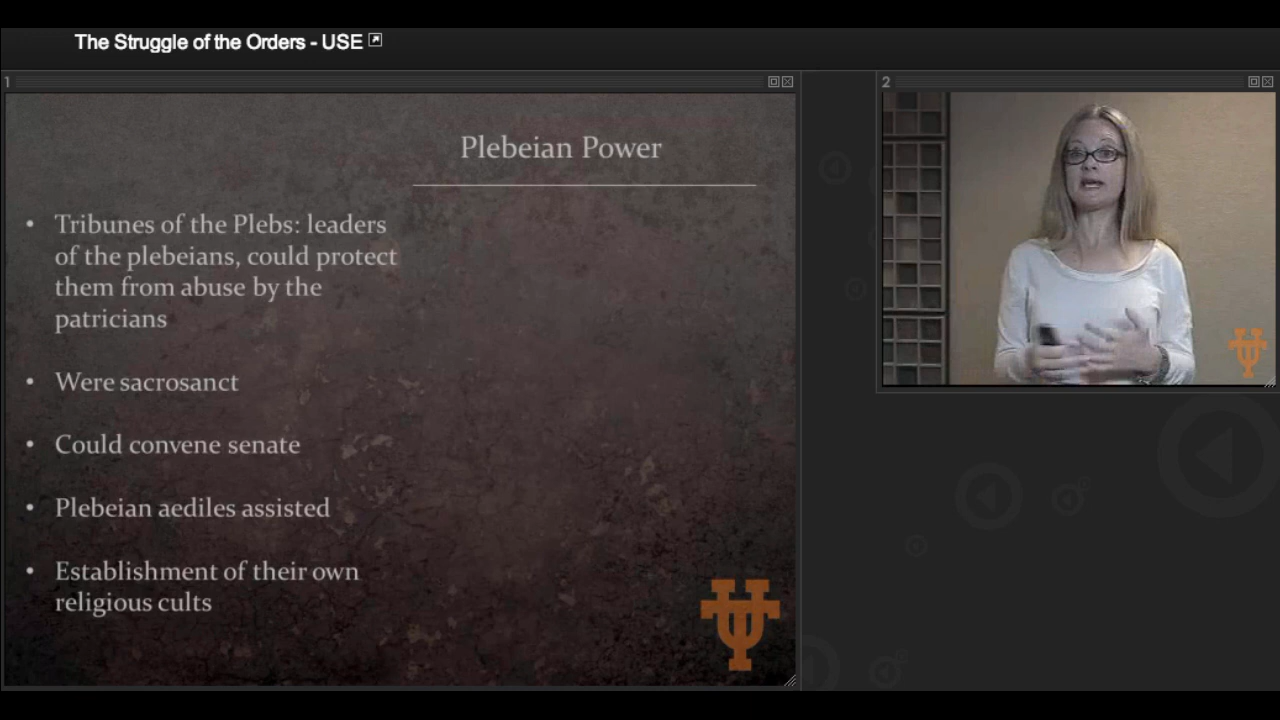 The Struggle of the Orders - USE
1
2
Plebeian Power
• Tribunes of the Plebs: leaders
of the plebeians, could protect
them from abuse by the
patricians
• Were sacrosanct
• Could convene senate
• Plebeian aediles assisted
• Establishment of their own
religious cults